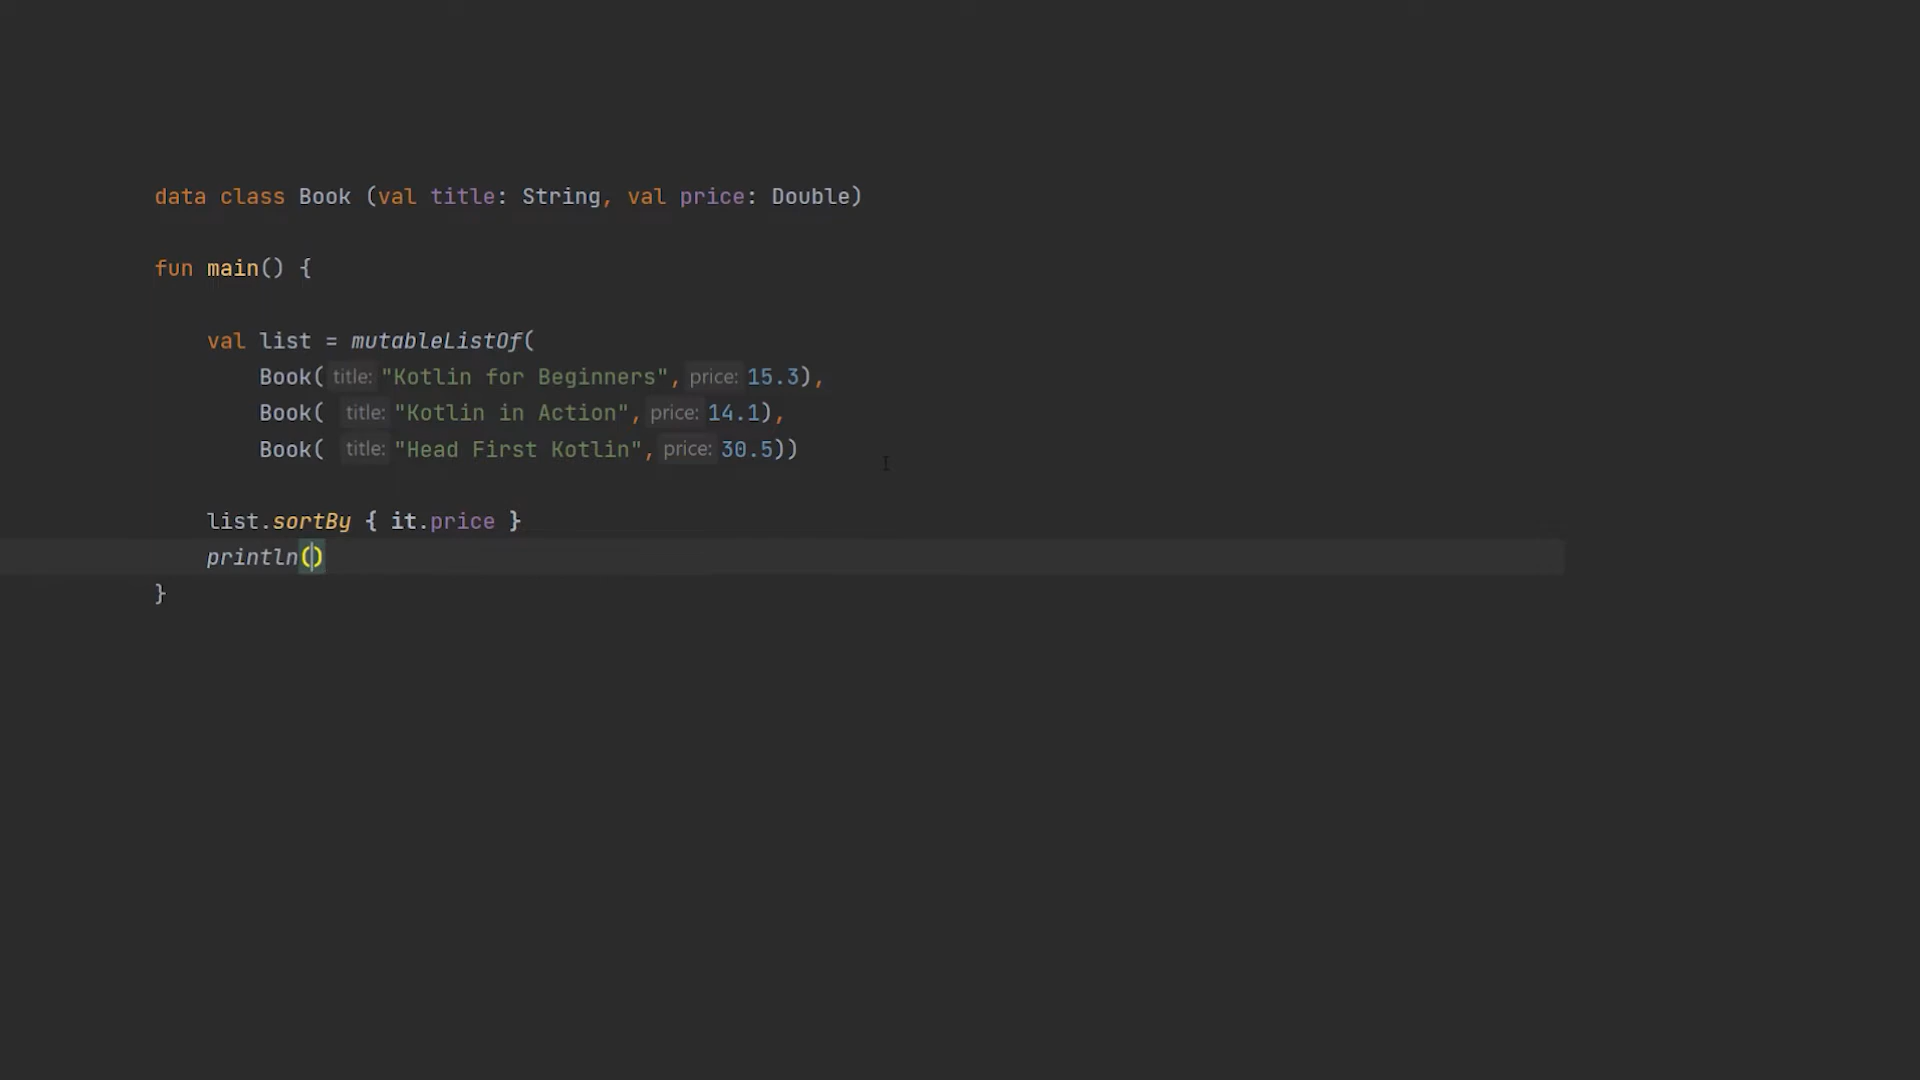 data class Book (val title: String, val price: Double)
fun main() {
val list = mutableListOf(
Book( title: "Kotlin for Beginners", price: 15.3),
Book( title: "Kotlin in Action", price: 14.1),
Book( title: "Head First Kotlin", price: 30.5))
list.sortBy { it.price }
println()
}